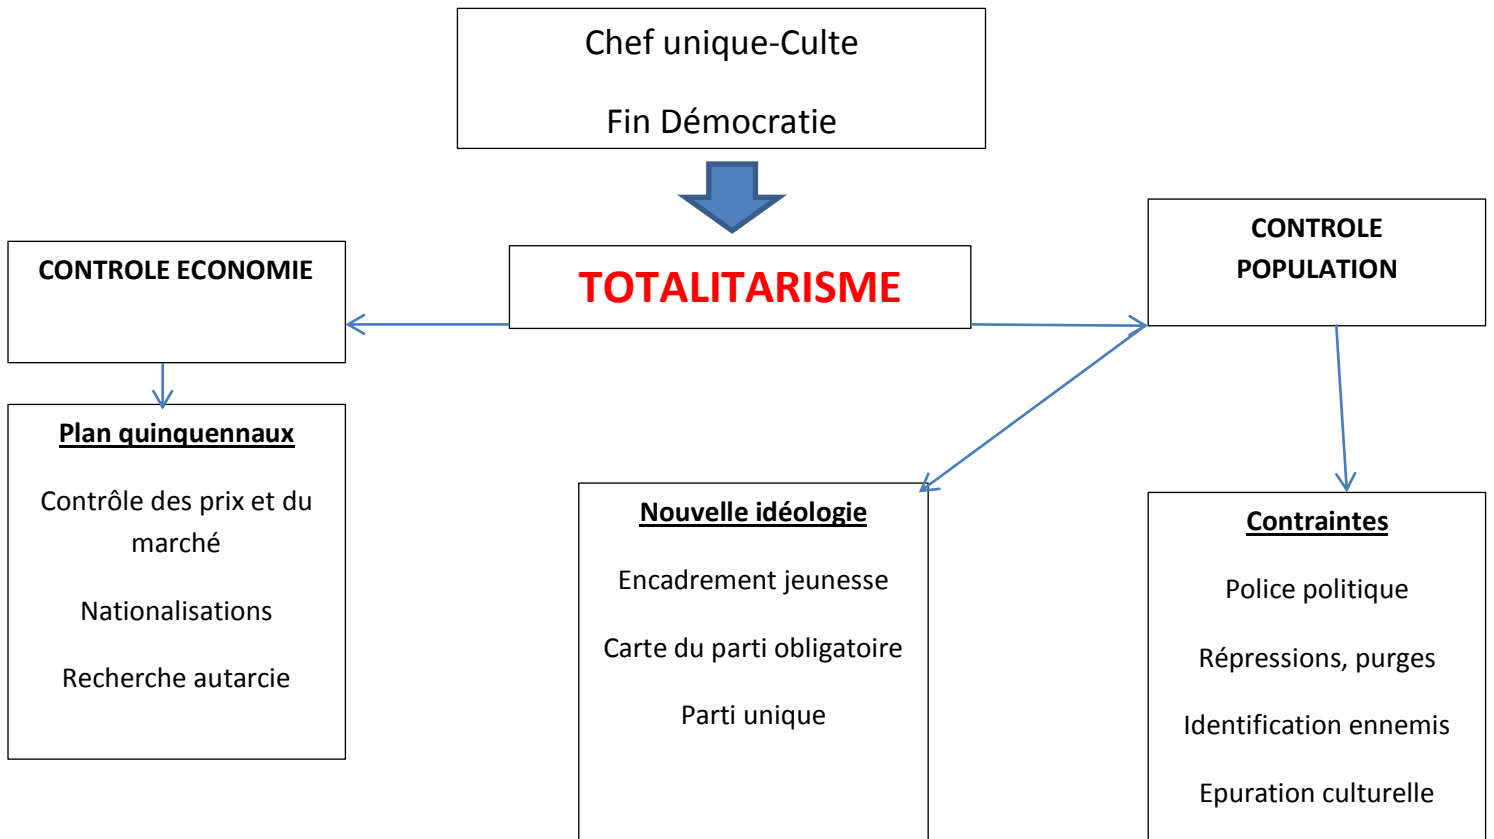 Chef unique-Culte
Fin Démocratie
TOTALITARISME
CONTROLE ECONOMIE
CONTROLE
POPULATION
Plan quinquennaux
Contrôle des prix et du
marché
Nationalisations
Recherche autarcie
Nouvelle idéologie
Encadrement jeunesse
Carte du parti obligatoire
Parti unique
Contraintes
Police politique
Répressions, purges
Identification ennemis
Epuration culturelle